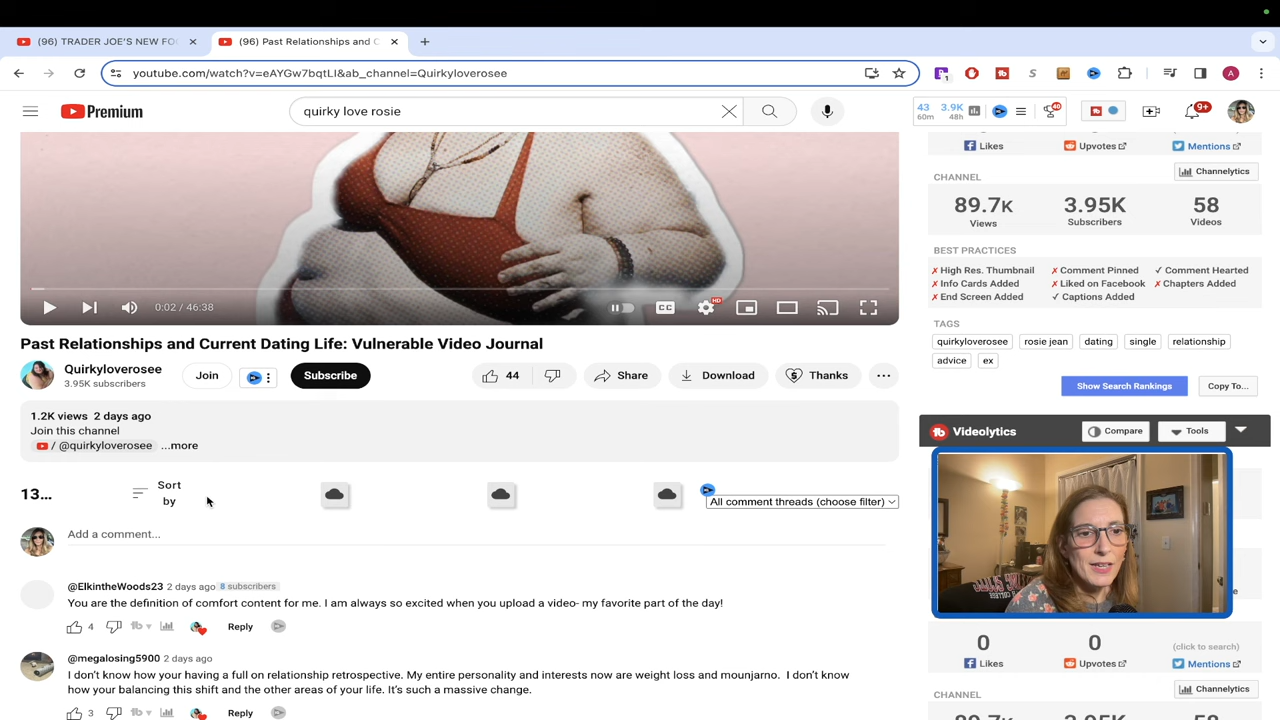 (96) TRADER JOE'S NEW FO
(96) Past Relationships and C
youtube.com/watch?v=eAYGw7bqtLI&ab_channel=Quirkyloverosee
Premium
quirky love rosie
43 3.9K
60m 48h
40
9+
A
Likes Upvotes Mentions
CHANNEL
Channelytics
89.7K 3.95K 58
Views Subscribers Videos
BEST PRACTICES
✗ High Res. Thumbnail ✗ Comment Pinned ✓ Comment Hearted
✗ Info Cards Added ✗ Liked on Facebook ✗ Chapters Added
✗ End Screen Added ✓ Captions Added
TAGS
quirkyloverosee rosie jean dating single relationship
advice ex
Show Search Rankings Copy To...
0:02 / 46:38
CC
HD
Past Relationships and Current Dating Life: Vulnerable Video Journal
Quirkyloverosee
3.95K subscribers
Join
Subscribe
44
Share
Download
Thanks
1.2K views 2 days ago
Join this channel
/ @quirkyloverosee ...more
13...
Sort
by
All comment threads (choose filter)
Add a comment...
@ElkintheWoods23 2 days ago 8 subscribers
You are the definition of comfort content for me. I am always so excited when you upload a video- my favorite part of the day!
4 Reply
@megalosing5900 2 days ago
I don't know how your having a full on relationship retrospective. My entire personality and interests now are weight loss and mounjarno. I don't know
how your balancing this shift and the other areas of your life. It's such a massive change.
3 Reply
Videolytics
Compare Tools
0 0 (click to search)
Likes Upvotes Mentions
CHANNEL
Channelytics
89.7K 3.95K 58